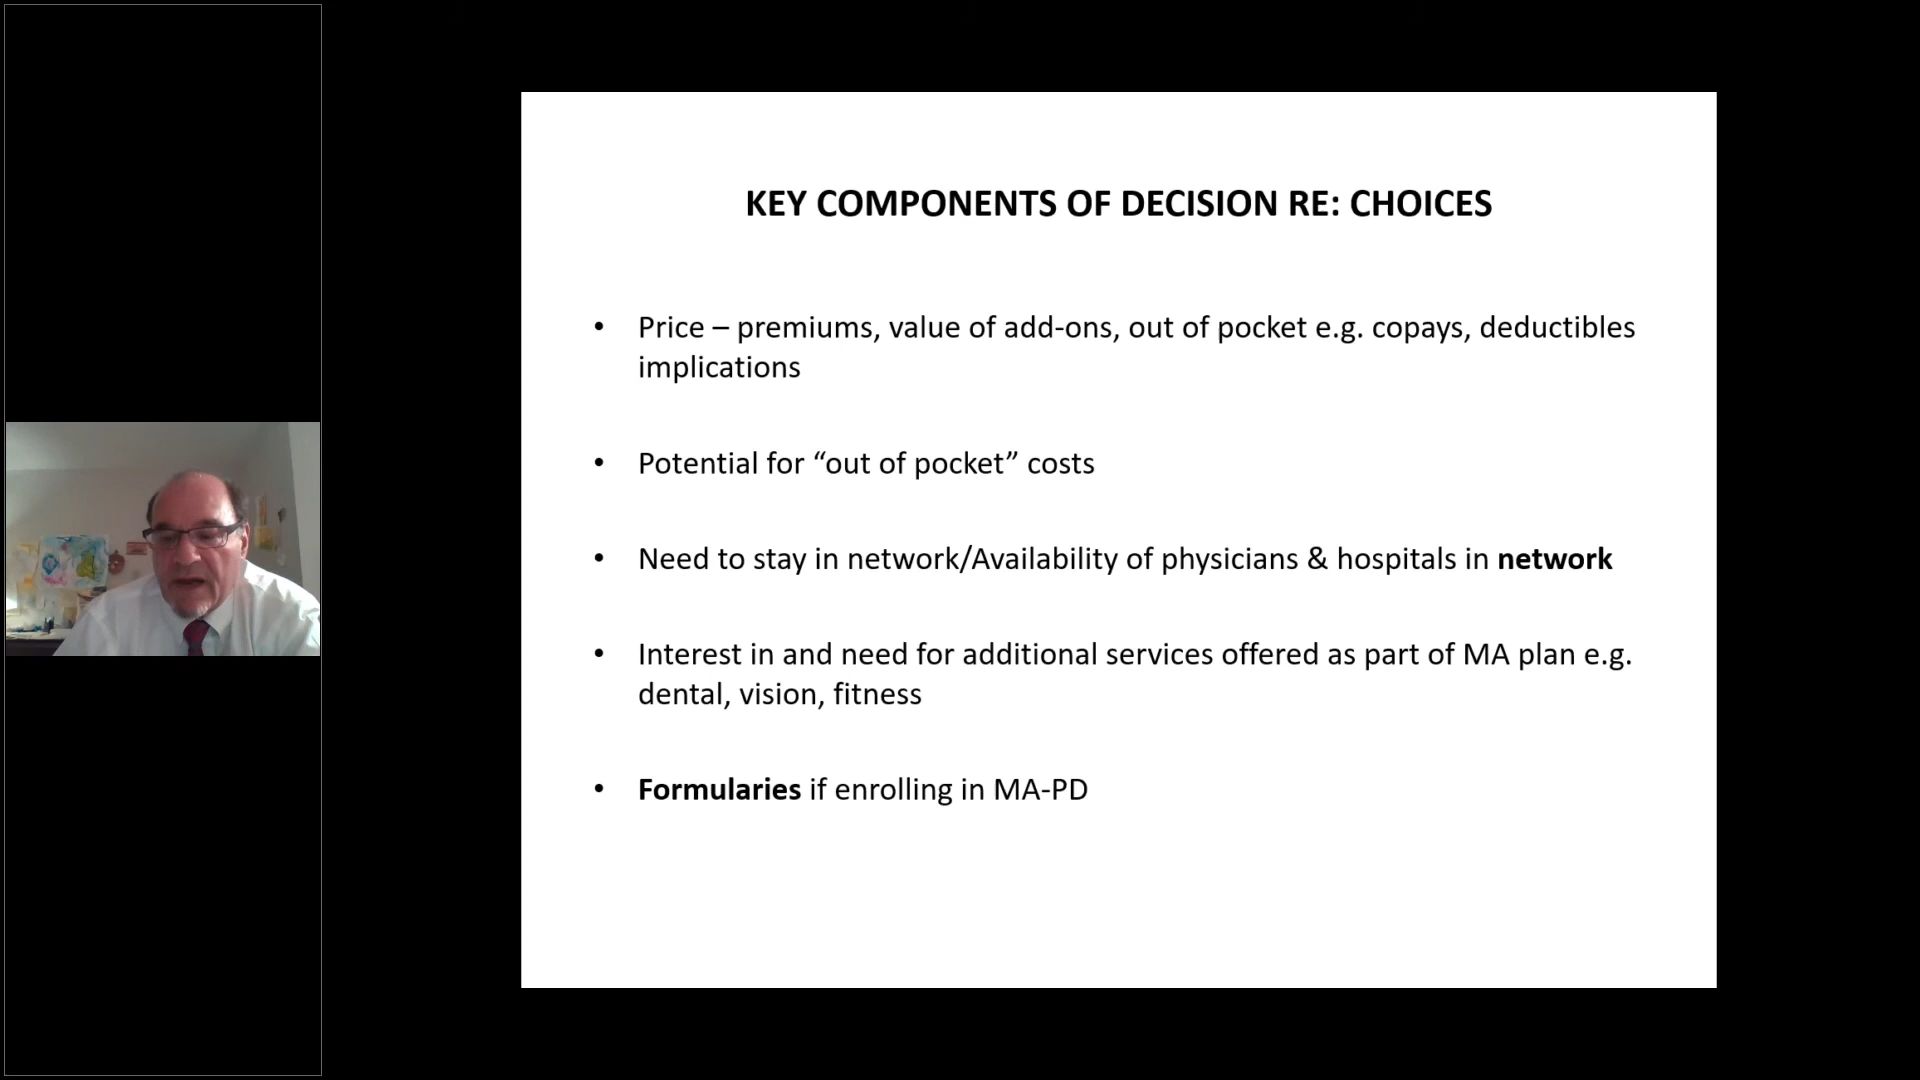 KEY COMPONENTS OF DECISION RE: CHOICES
• Price – premiums, value of add-ons, out of pocket e.g. copays, deductibles
implications
• Potential for “out of pocket” costs
• Need to stay in network/Availability of physicians & hospitals in network
• Interest in and need for additional services offered as part of MA plan e.g.
dental, vision, fitness
• Formularies if enrolling in MA-PD